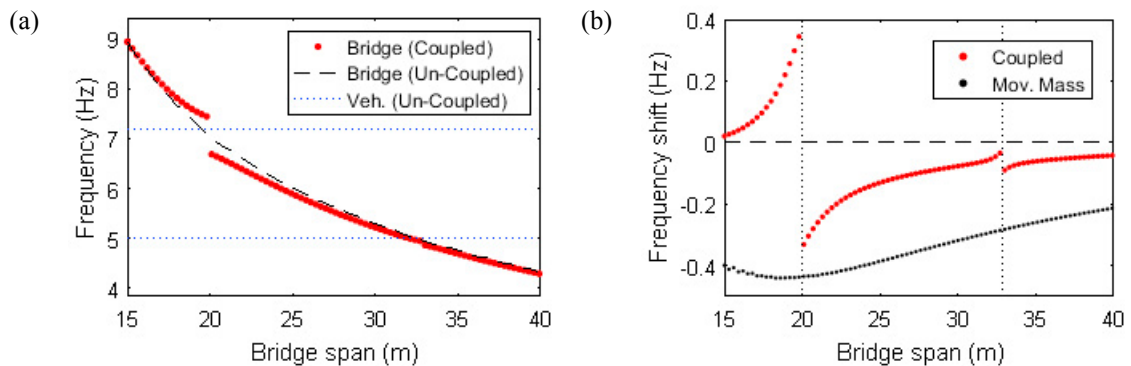 (a)
Frequency (Hz)
9
8
7
6
5
4
15 20 25 30 35 40
Bridge span (m)
Bridge (Coupled)
Bridge (Un-Coupled)
Veh. (Un-Coupled)
(b)
Frequency shift (Hz)
0.4
0.2
0
-0.2
-0.4
15 20 25 30 35 40
Bridge span (m)
Coupled
Mov. Mass